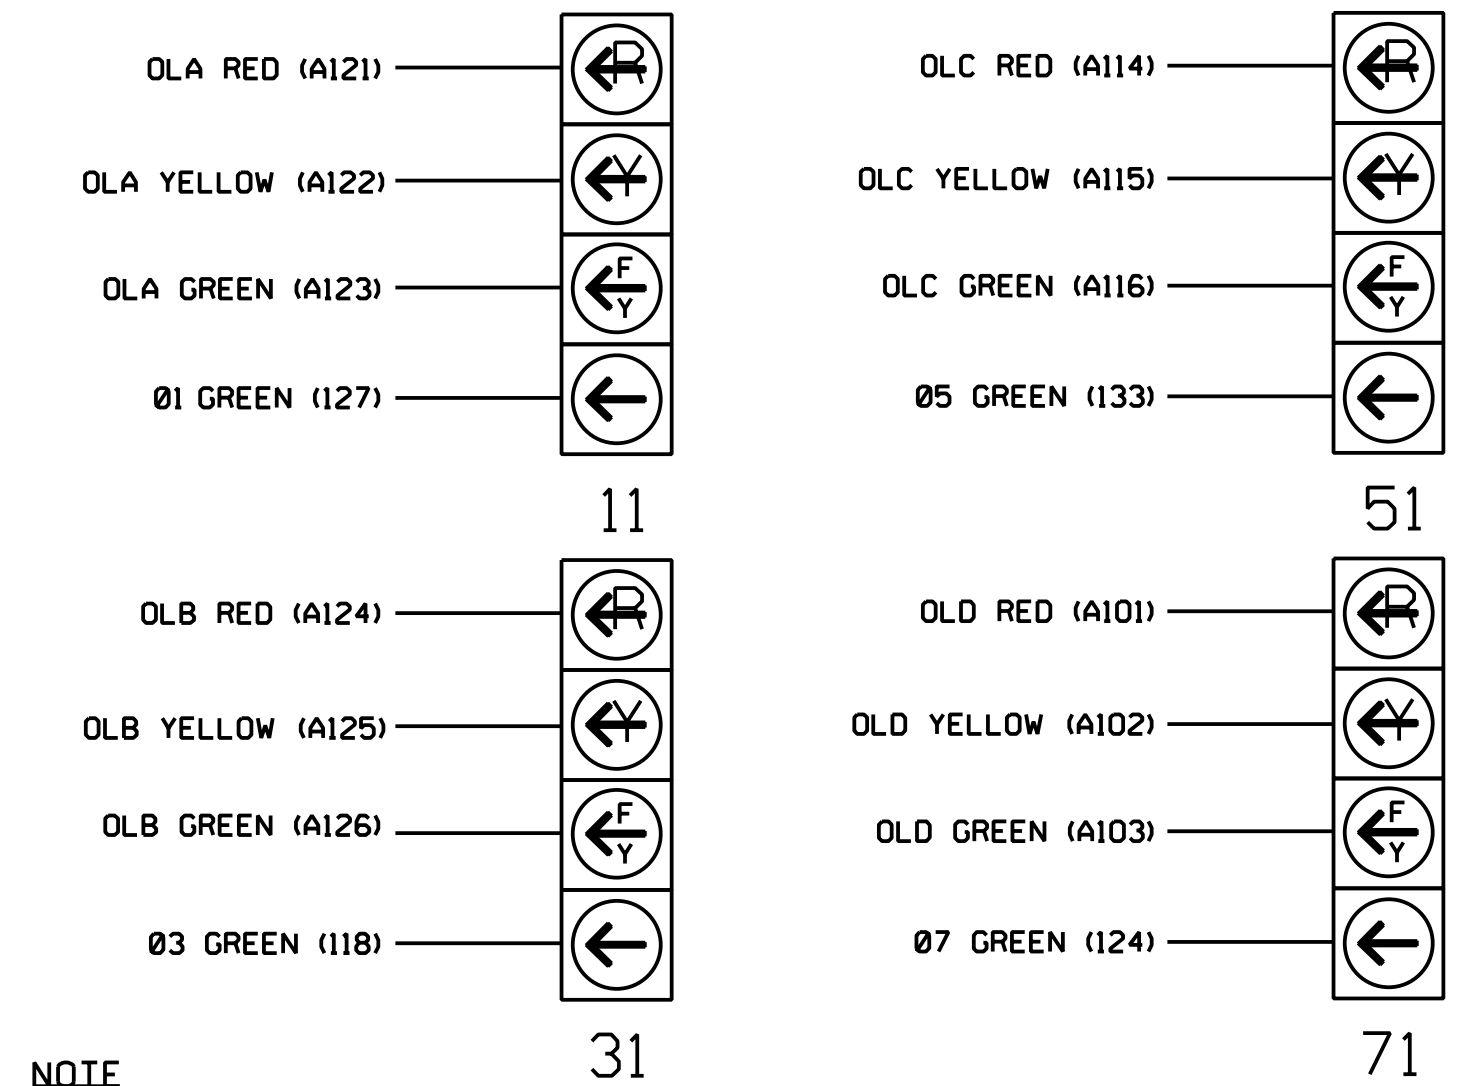 OLA RED (A121)
R
OLA YELLOW (A122)
Y
OLA GREEN (A123)
F
Y
Ø1 GREEN (127)
11
OLC RED (A114)
R
OLC YELLOW (A115)
Y
OLC GREEN (A116)
F
Y
Ø5 GREEN (133)
51
OLB RED (A124)
R
OLB YELLOW (A125)
Y
OLB GREEN (A126)
F
Y
Ø3 GREEN (118)
31
OLD RED (A101)
R
OLD YELLOW (A102)
Y
OLD GREEN (A103)
F
Y
Ø7 GREEN (124)
71
NOTE